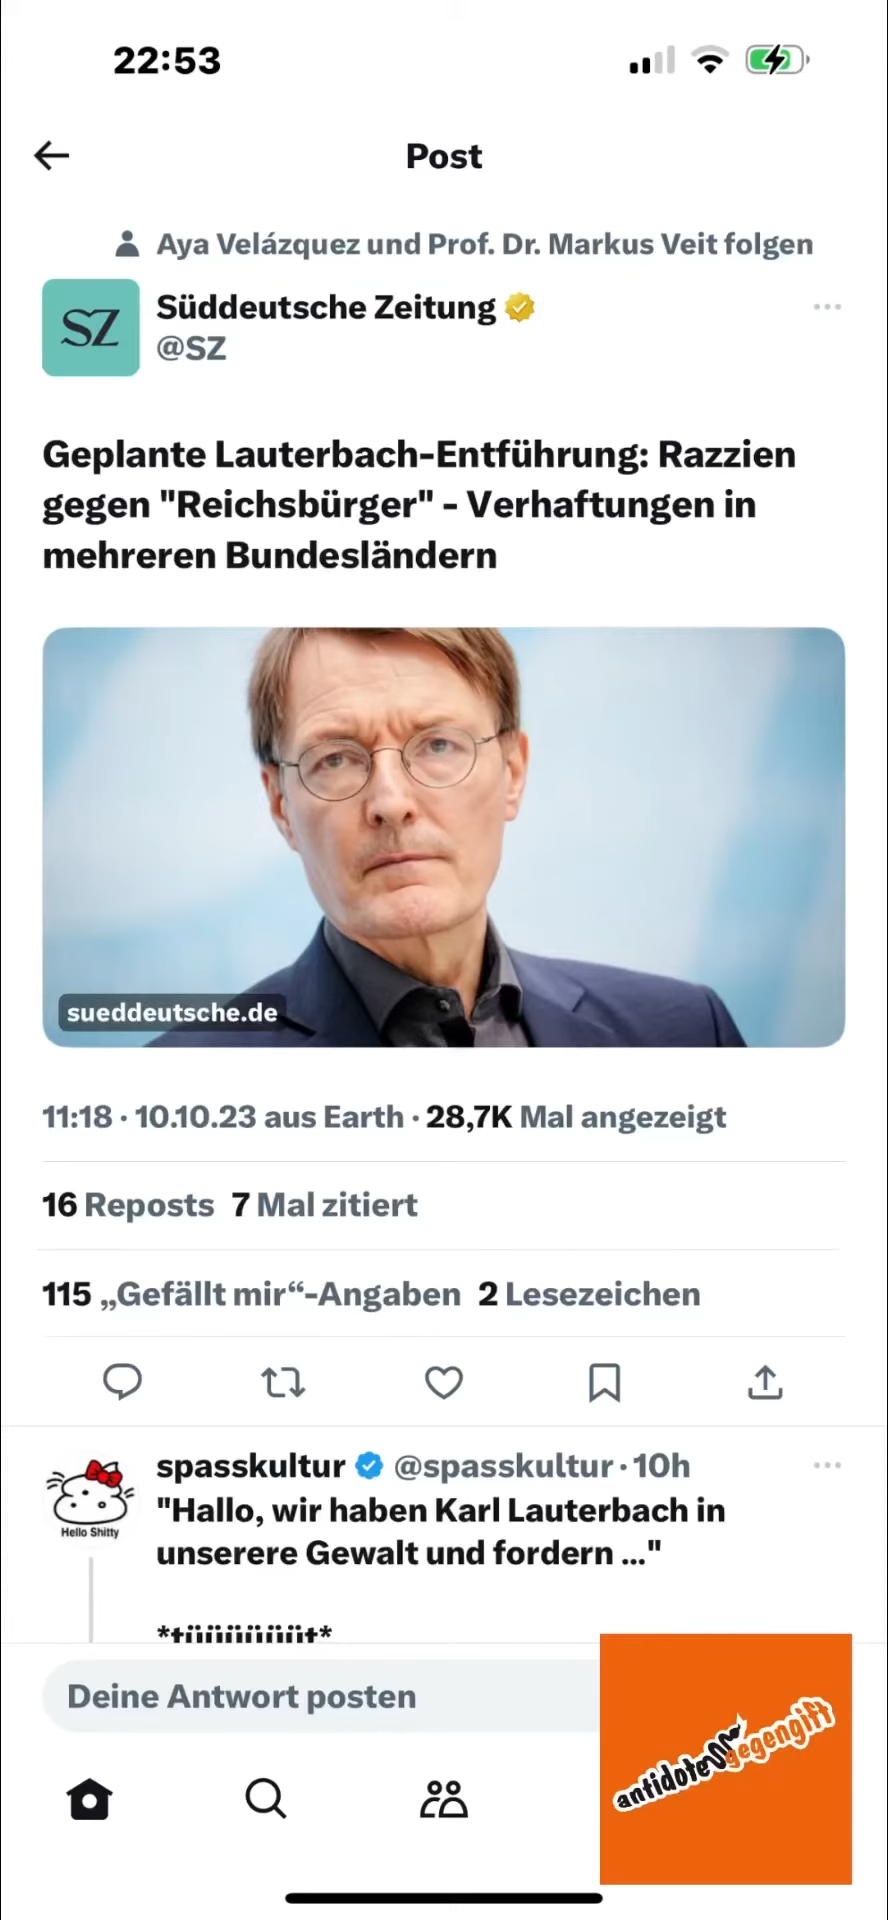 22:53
Post
Aya Velázquez und Prof. Dr. Markus Veit folgen
SZ
Süddeutsche Zeitung
@SZ
Geplante Lauterbach-Entführung: Razzien
gegen "Reichsbürger" - Verhaftungen in
mehreren Bundesländern
sueddeutsche.de
11:18 · 10.10.23 aus Earth · 28,7K Mal angezeigt
16 Reposts 7 Mal zitiert
115 „Gefällt mir“-Angaben 2 Lesezeichen
spasskultur @spasskultur · 10h
Hello Shitty
"Hallo, wir haben Karl Lauterbach in
unserere Gewalt und fordern ..."
Deine Antwort posten
antidote gegengift